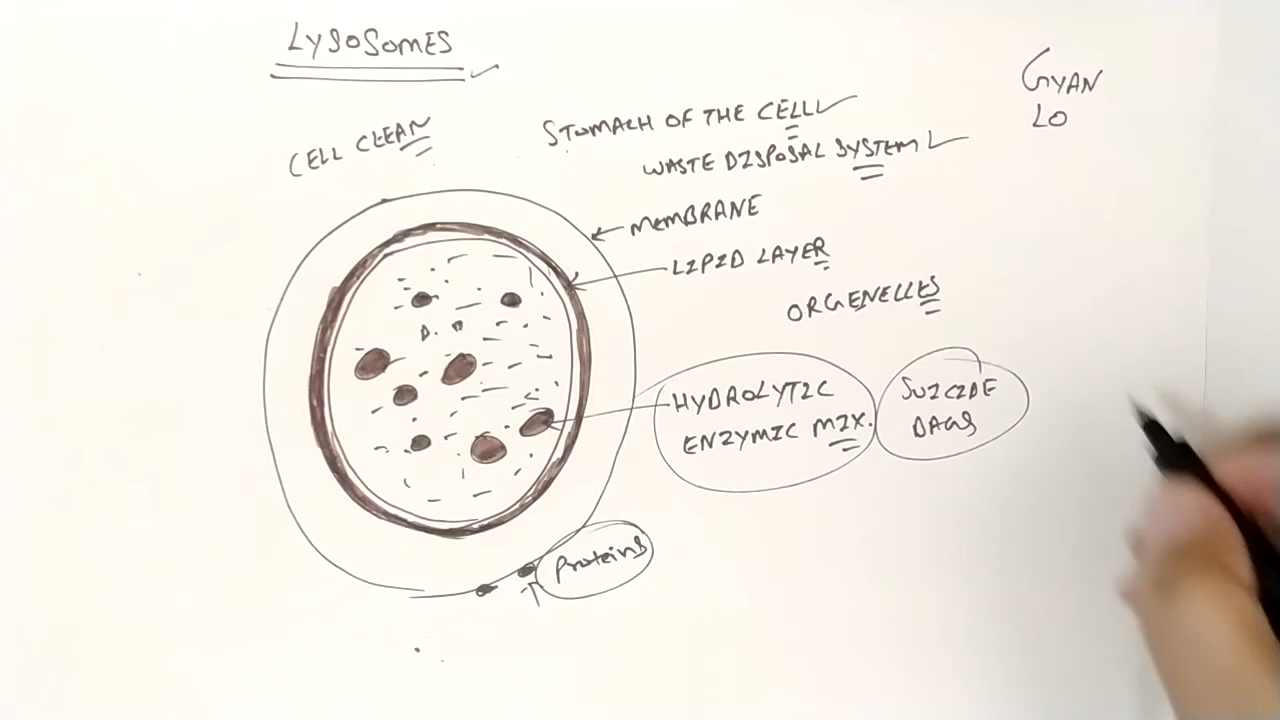 LYSOSOMES
GYAN
LO
CELL CLEAN
STOMACH OF THE CELL
WASTE DISPOSAL SYSTEM
MEMBRANE
LIPID LAYER
ORGENELLES
HYDROLYTIC
ENZYMIC MIX.
SUICIDE
BAGS
Proteins